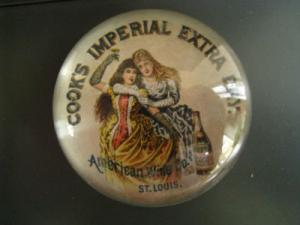 COOK'S IMPERIAL EXTRA DRY.
American Wine Co.
ST. LOUIS.